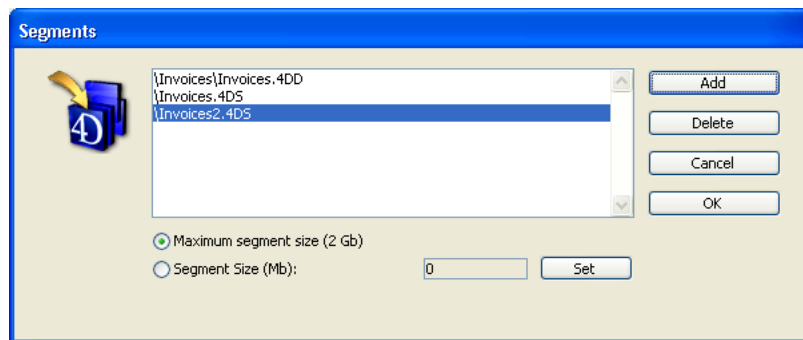 Segments
\Invoices\Invoices.4DD
\Invoices.4DS
\Invoices2.4DS
4D
Add
Delete
Cancel
OK
Maximum segment size (2 Gb)
Segment Size (Mb):
0
Set